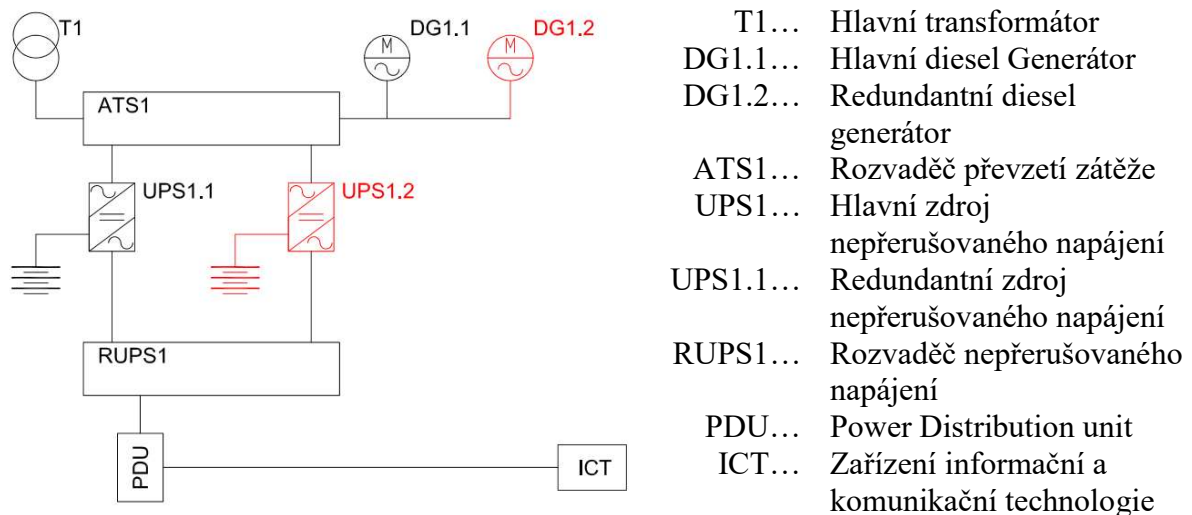 T1
DG1.1
DG1.2
M
M
ATS1
UPS1.1
UPS1.2
RUPS1
PDU
ICT
T1… Hlavní transformátor
DG1.1… Hlavní diesel Generátor
DG1.2… Redundantní diesel
generátor
ATS1… Rozvaděč převzetí zátěže
UPS1… Hlavní zdroj
nepřerušovaného napájení
UPS1.1… Redundantní zdroj
nepřerušovaného napájení
RUPS1… Rozvaděč nepřerušovaného
napájení
PDU… Power Distribution unit
ICT… Zařízení informační a
komunikační technologie